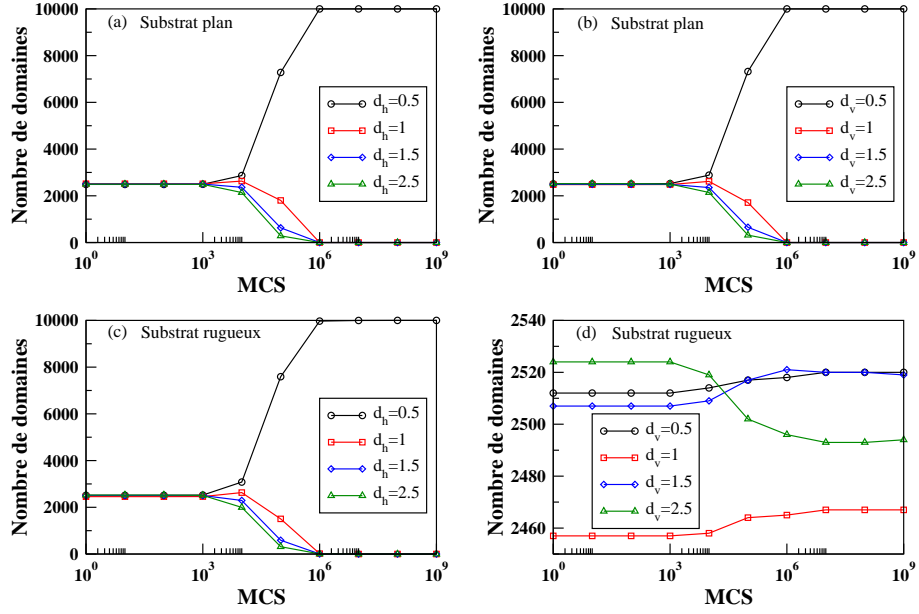 (a) Substrat plan
Nombre de domaines
10000
8000
6000
4000
2000
0
d_h=0.5
d_h=1
d_h=1.5
d_h=2.5
10^0
10^3
10^6
10^9
MCS
(b) Substrat plan
Nombre de domaines
10000
8000
6000
4000
2000
0
d_v=0.5
d_v=1
d_v=1.5
d_v=2.5
10^0
10^3
10^6
10^9
MCS
(c) Substrat rugueux
Nombre de domaines
10000
8000
6000
4000
2000
0
d_h=0.5
d_h=1
d_h=1.5
d_h=2.5
10^0
10^3
10^6
10^9
MCS
(d) Substrat rugueux
Nombre de domaines
2540
2520
2500
2480
2460
d_v=0.5
d_v=1
d_v=1.5
d_v=2.5
10^0
10^3
10^6
10^9
MCS